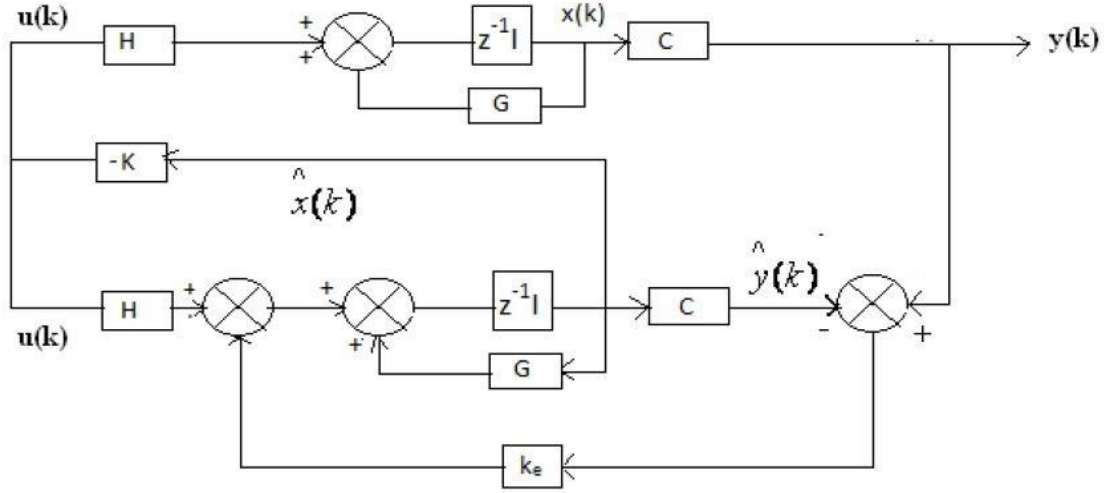 u(k)
H
+
+
z⁻¹I
x(k)
C
y(k)
G
-K
^
x(k)
^
y(k)
u(k)
H
+
+
+
z⁻¹I
C
-
+
G
kₑ